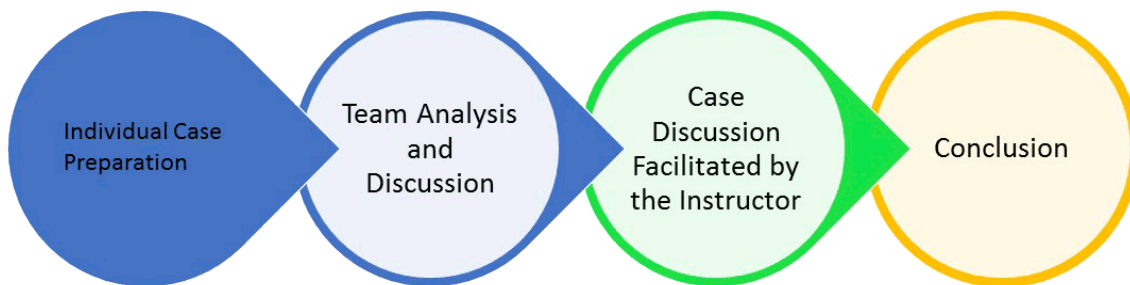 Individual Case
Preparation
Team Analysis
and
Discussion
Case
Discussion
Facilitated by
the Instructor
Conclusion